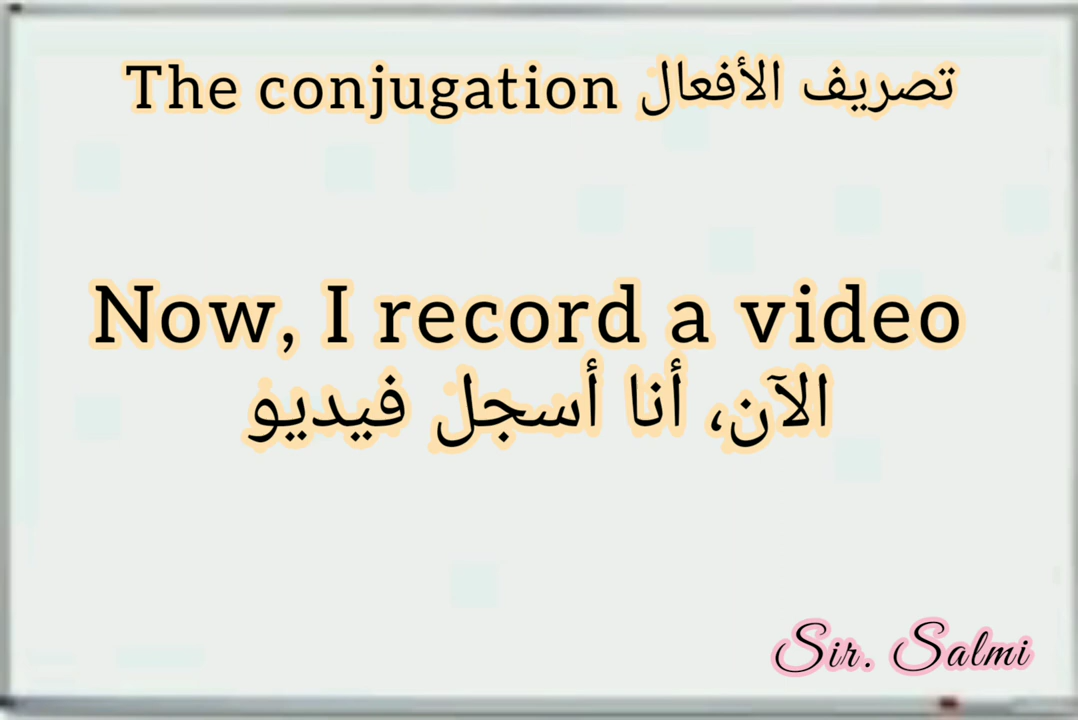 The conjugation تصريف الأفعال
Now, I record a video
الآن، أنا أسجل فيديو
Sir. Salmi